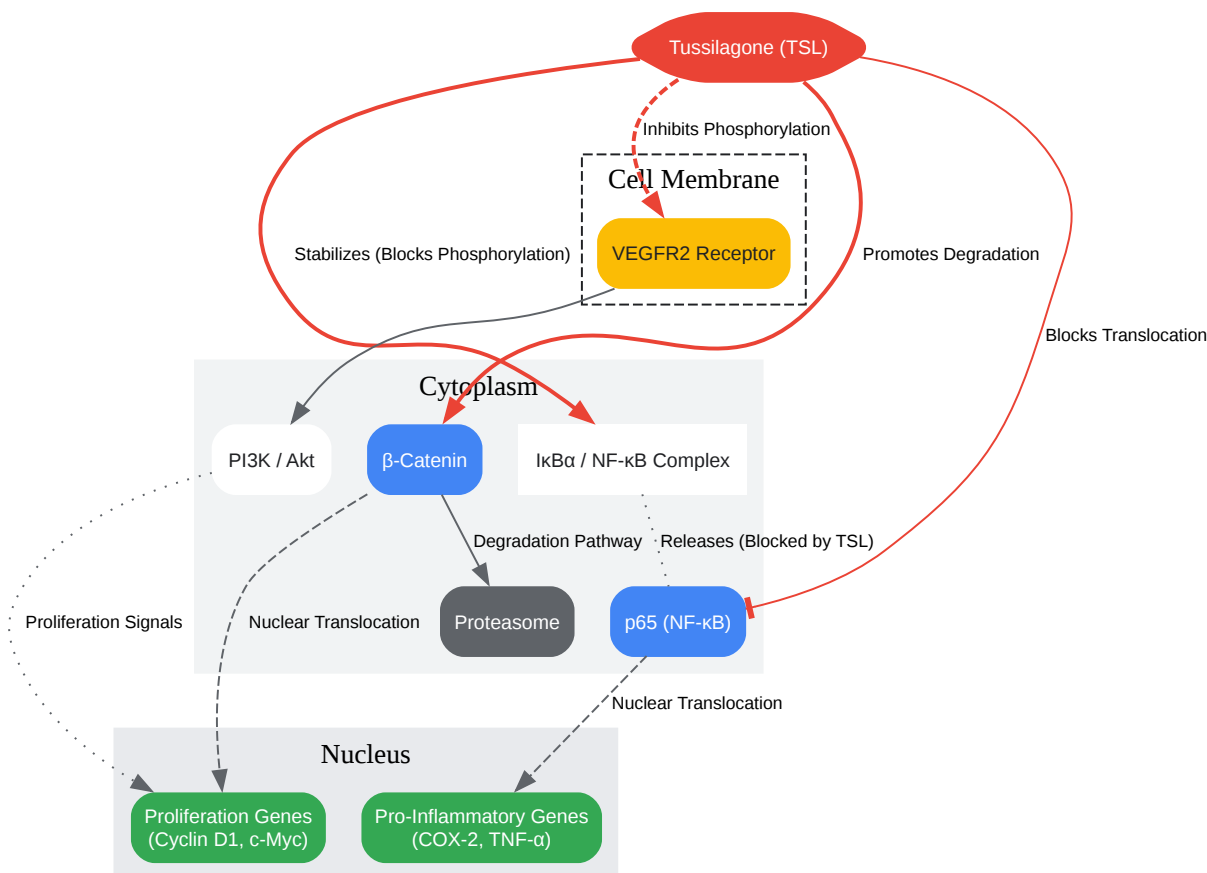 Tussilagone (TSL)
Inhibits Phosphorylation
Cell Membrane
Stabilizes (Blocks Phosphorylation)
VEGFR2 Receptor
Promotes Degradation
Blocks Translocation
Cytoplasm
PI3K / Akt
β-Catenin
IκBα / NF-κB Complex
Degradation Pathway
Releases (Blocked by TSL)
Proliferation Signals
Nuclear Translocation
Proteasome
p65 (NF-κB)
Nuclear Translocation
Nucleus
Proliferation Genes
(Cyclin D1, c-Myc)
Pro-Inflammatory Genes
(COX-2, TNF-α)